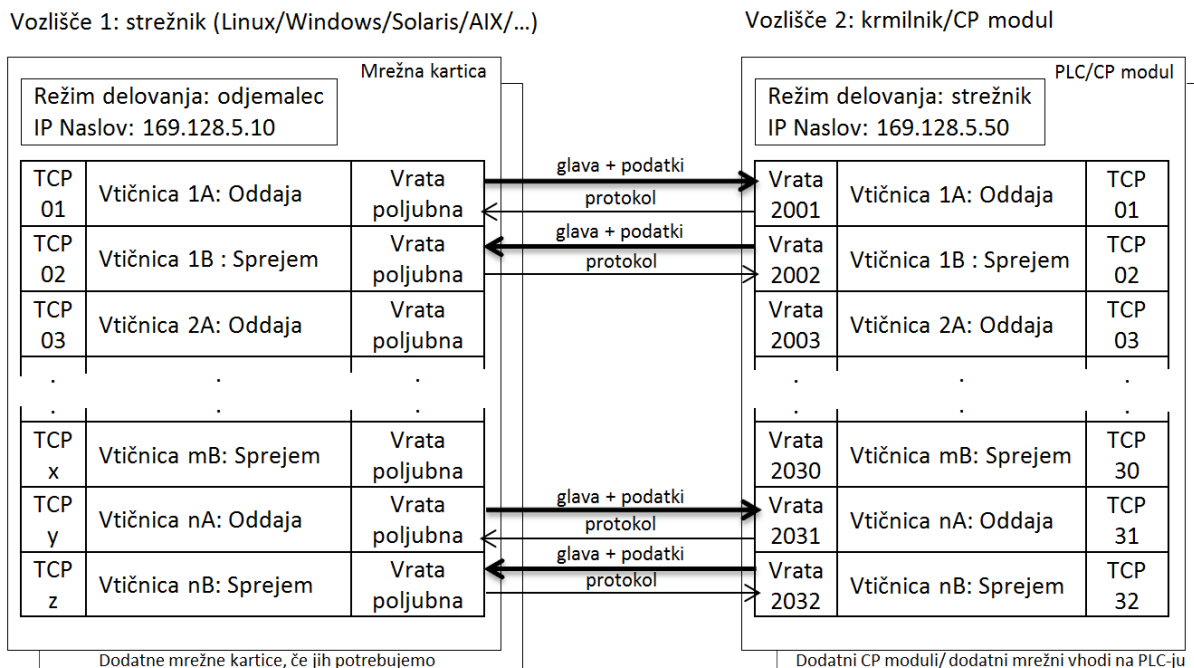 Vozlišče 1: strežnik (Linux/Windows/Solaris/AIX/…)
Mrežna kartica
Režim delovanja: odjemalec
IP Naslov: 169.128.5.10
TCP 01
Vtičnica 1A: Oddaja
Vrata poljubna
TCP 02
Vtičnica 1B : Sprejem
Vrata poljubna
TCP 03
Vtičnica 2A: Oddaja
Vrata poljubna
. . .
. . .
TCP x
Vtičnica mB: Sprejem
Vrata poljubna
TCP y
Vtičnica nA: Oddaja
Vrata poljubna
TCP z
Vtičnica nB: Sprejem
Vrata poljubna
Dodatne mrežne kartice, če jih potrebujemo
glava + podatki
protokol
glava + podatki
protokol
glava + podatki
protokol
glava + podatki
protokol
Vozlišče 2: krmilnik/CP modul
PLC/CP modul
Režim delovanja: strežnik
IP Naslov: 169.128.5.50
Vrata 2001
Vtičnica 1A: Oddaja
TCP 01
Vrata 2002
Vtičnica 1B : Sprejem
TCP 02
Vrata 2003
Vtičnica 2A: Oddaja
TCP 03
. . .
. . .
Vrata 2030
Vtičnica mB: Sprejem
TCP 30
Vrata 2031
Vtičnica nA: Oddaja
TCP 31
Vrata 2032
Vtičnica nB: Sprejem
TCP 32
Dodatni CP moduli/ dodatni mrežni vhodi na PLC-ju